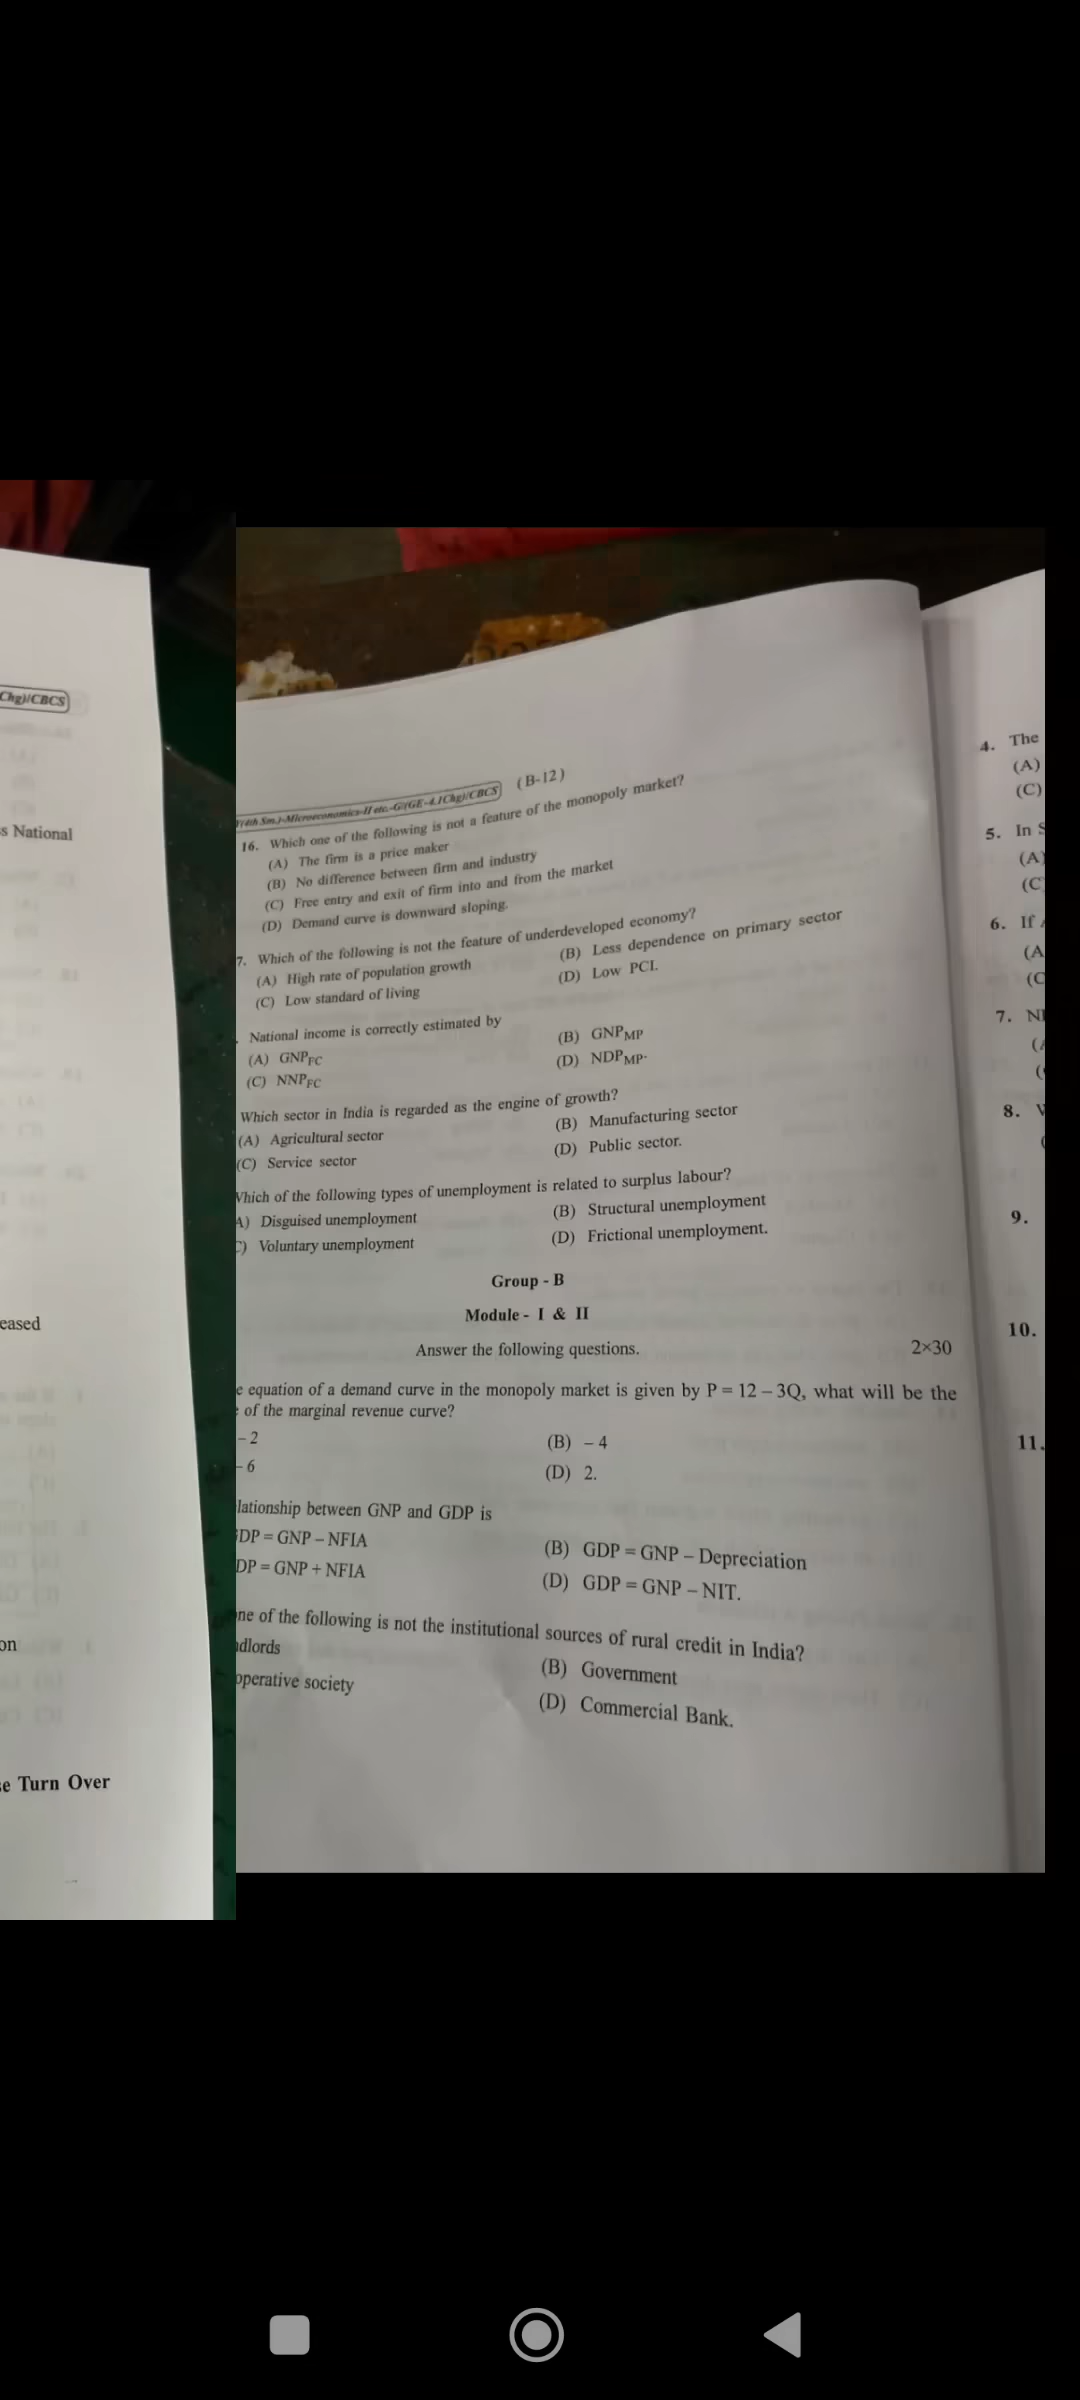 Chg)/CBCS
s National
eased
on
se Turn Over
(4th Sm.)-Microeconomics-II etc.-G/(GE-4.1Chg)/CBCS (B-12)
16. Which one of the following is not a feature of the monopoly market?
(A) The firm is a price maker
(B) No difference between firm and industry
(C) Free entry and exit of firm into and from the market
(D) Demand curve is downward sloping.
7. Which of the following is not the feature of underdeveloped economy?
(A) High rate of population growth (B) Less dependence on primary sector
(C) Low standard of living (D) Low PCI.
. National income is correctly estimated by
(A) GNPFC (B) GNPMP
(C) NNPFC (D) NDPMP.
Which sector in India is regarded as the engine of growth?
(A) Agricultural sector (B) Manufacturing sector
(C) Service sector (D) Public sector.
Which of the following types of unemployment is related to surplus labour?
A) Disguised unemployment (B) Structural unemployment
C) Voluntary unemployment (D) Frictional unemployment.
Group - B
Module - I & II
Answer the following questions. 2×30
e equation of a demand curve in the monopoly market is given by P = 12 – 3Q, what will be the
of the marginal revenue curve?
– 2 (B) – 4
– 6 (D) 2.
lationship between GNP and GDP is
DP = GNP – NFIA (B) GDP = GNP – Depreciation
DP = GNP + NFIA (D) GDP = GNP – NIT.
ne of the following is not the institutional sources of rural credit in India?
dlords (B) Government
operative society (D) Commercial Bank.
4. The
(A)
(C)
5. In S
(A)
(C
6. If
(A
(C
7. N
(
(
8.
(
9.
10.
11.